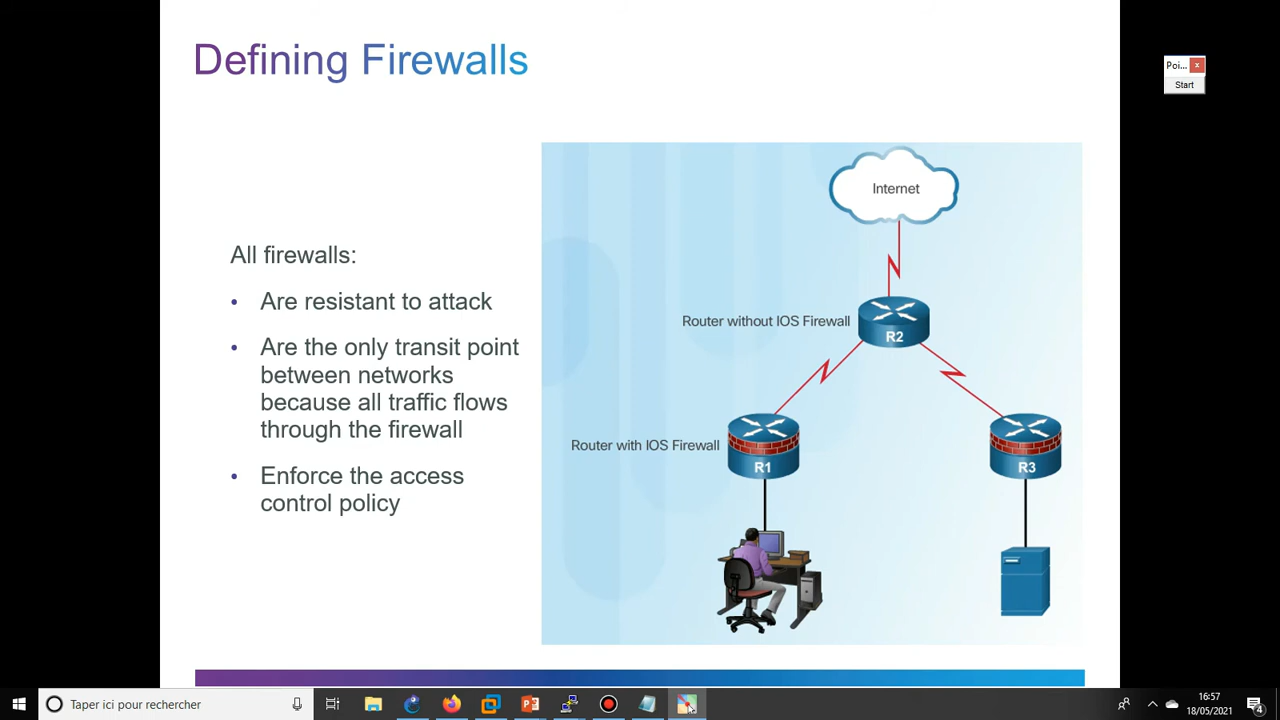 Defining Firewalls
Poi...
x
Start
Internet
All firewalls:
• Are resistant to attack
Router without IOS Firewall
R2
• Are the only transit point
between networks
because all traffic flows
through the firewall
Router with IOS Firewall
R1
R3
• Enforce the access
control policy
Taper ici pour rechercher
16:57
18/05/2021
4